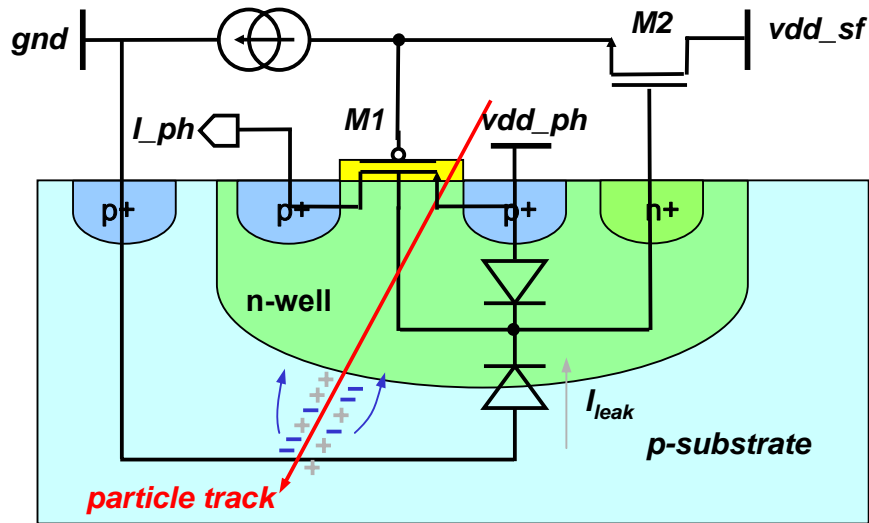 gnd
M2
vdd_sf
I_ph
M1
vdd_ph
p+
p+
p+
n+
n-well
I_leak
p-substrate
particle track